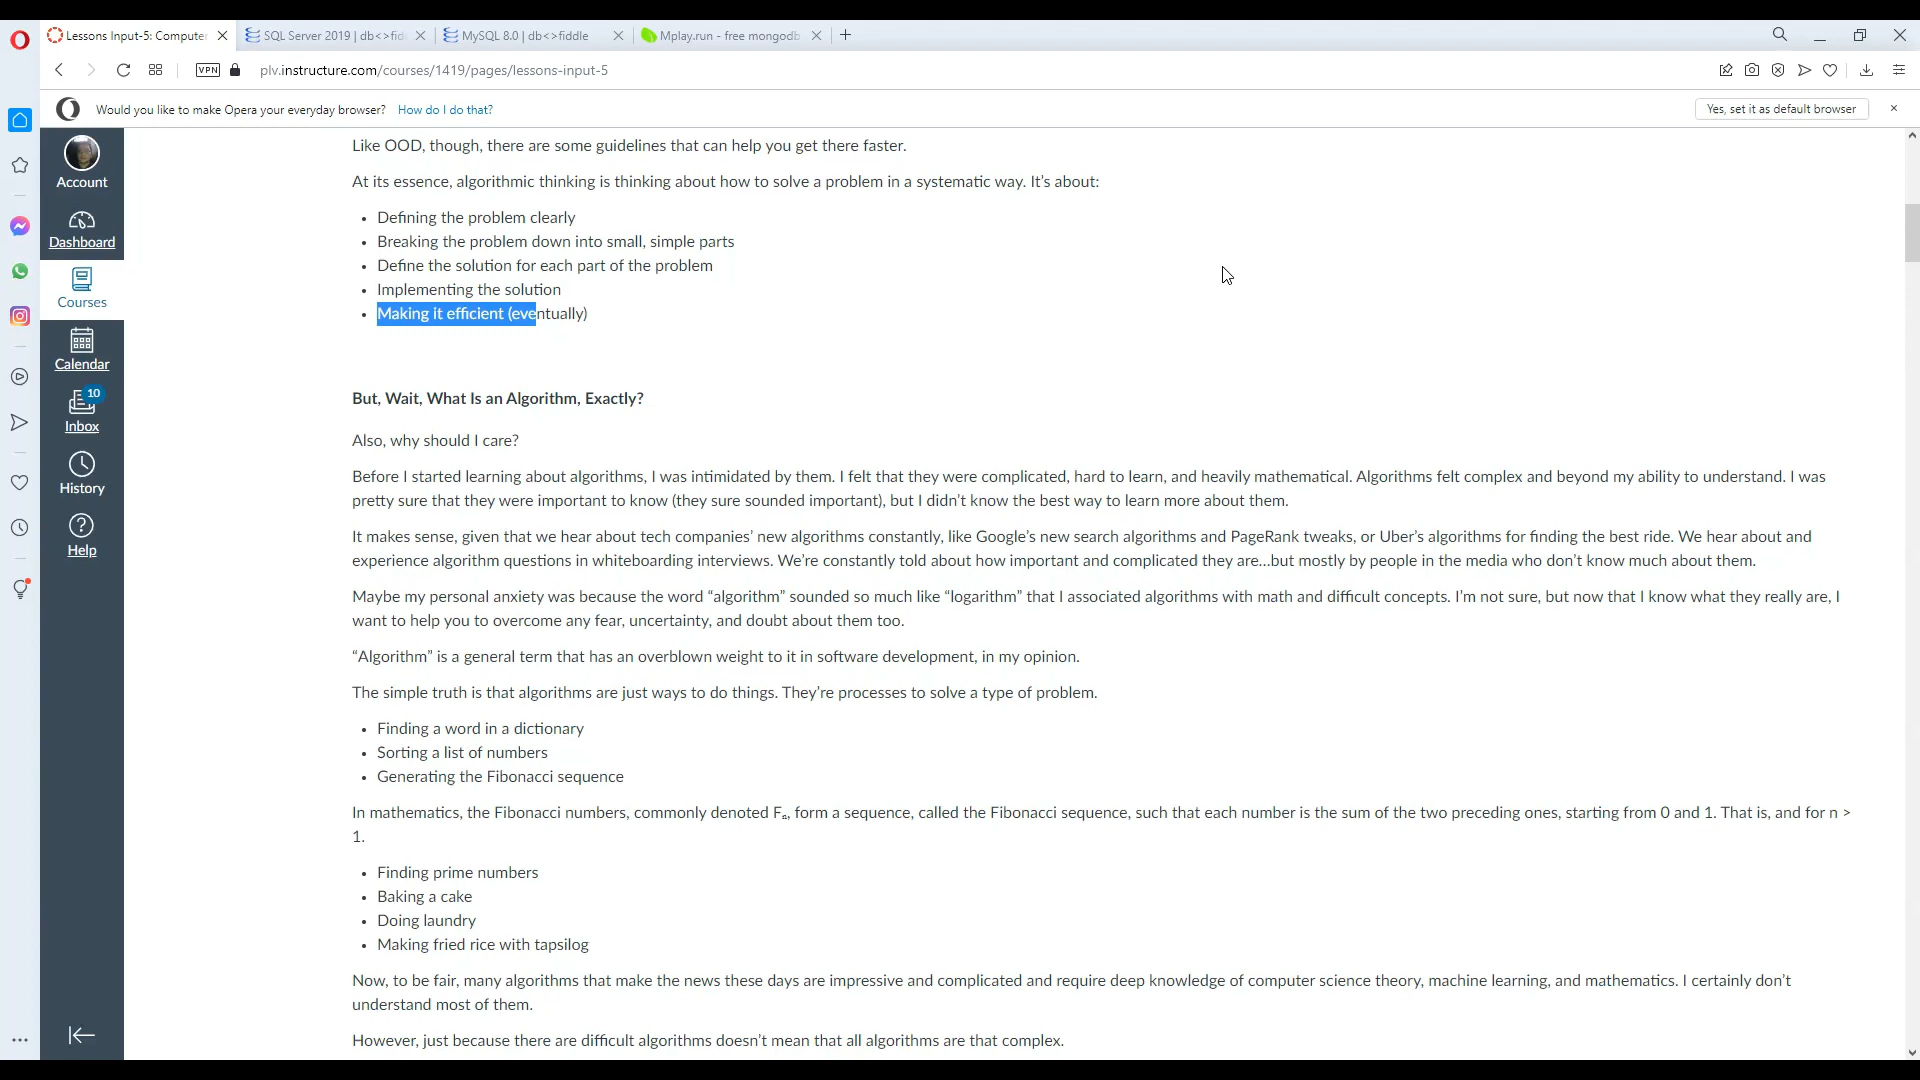 Lessons Input-5: Computer
SQL Server 2019 | db<>fid
MySQL 8.0 | db<>fiddle
Mplay.run - free mongodb
VPN
plv.instructure.com/courses/1419/pages/lessons-input-5
Would you like to make Opera your everyday browser? How do I do that?
Yes, set it as default browser
Account
Dashboard
Courses
Calendar
10
Inbox
History
Help
Like OOD, though, there are some guidelines that can help you get there faster.
At its essence, algorithmic thinking is thinking about how to solve a problem in a systematic way. It's about:
• Defining the problem clearly
• Breaking the problem down into small, simple parts
• Define the solution for each part of the problem
• Implementing the solution
• Making it efficient (eventually)
But, Wait, What Is an Algorithm, Exactly?
Also, why should I care?
Before I started learning about algorithms, I was intimidated by them. I felt that they were complicated, hard to learn, and heavily mathematical. Algorithms felt complex and beyond my ability to understand. I was
pretty sure that they were important to know (they sure sounded important), but I didn't know the best way to learn more about them.
It makes sense, given that we hear about tech companies' new algorithms constantly, like Google's new search algorithms and PageRank tweaks, or Uber's algorithms for finding the best ride. We hear about and
experience algorithm questions in whiteboarding interviews. We're constantly told about how important and complicated they are…but mostly by people in the media who don't know much about them.
Maybe my personal anxiety was because the word “algorithm” sounded so much like “logarithm” that I associated algorithms with math and difficult concepts. I'm not sure, but now that I know what they really are, I
want to help you to overcome any fear, uncertainty, and doubt about them too.
“Algorithm” is a general term that has an overblown weight to it in software development, in my opinion.
The simple truth is that algorithms are just ways to do things. They're processes to solve a type of problem.
• Finding a word in a dictionary
• Sorting a list of numbers
• Generating the Fibonacci sequence
In mathematics, the Fibonacci numbers, commonly denoted Fₙ, form a sequence, called the Fibonacci sequence, such that each number is the sum of the two preceding ones, starting from 0 and 1. That is, and for n >
1.
• Finding prime numbers
• Baking a cake
• Doing laundry
• Making fried rice with tapsilog
Now, to be fair, many algorithms that make the news these days are impressive and complicated and require deep knowledge of computer science theory, machine learning, and mathematics. I certainly don't
understand most of them.
However, just because there are difficult algorithms doesn't mean that all algorithms are that complex.